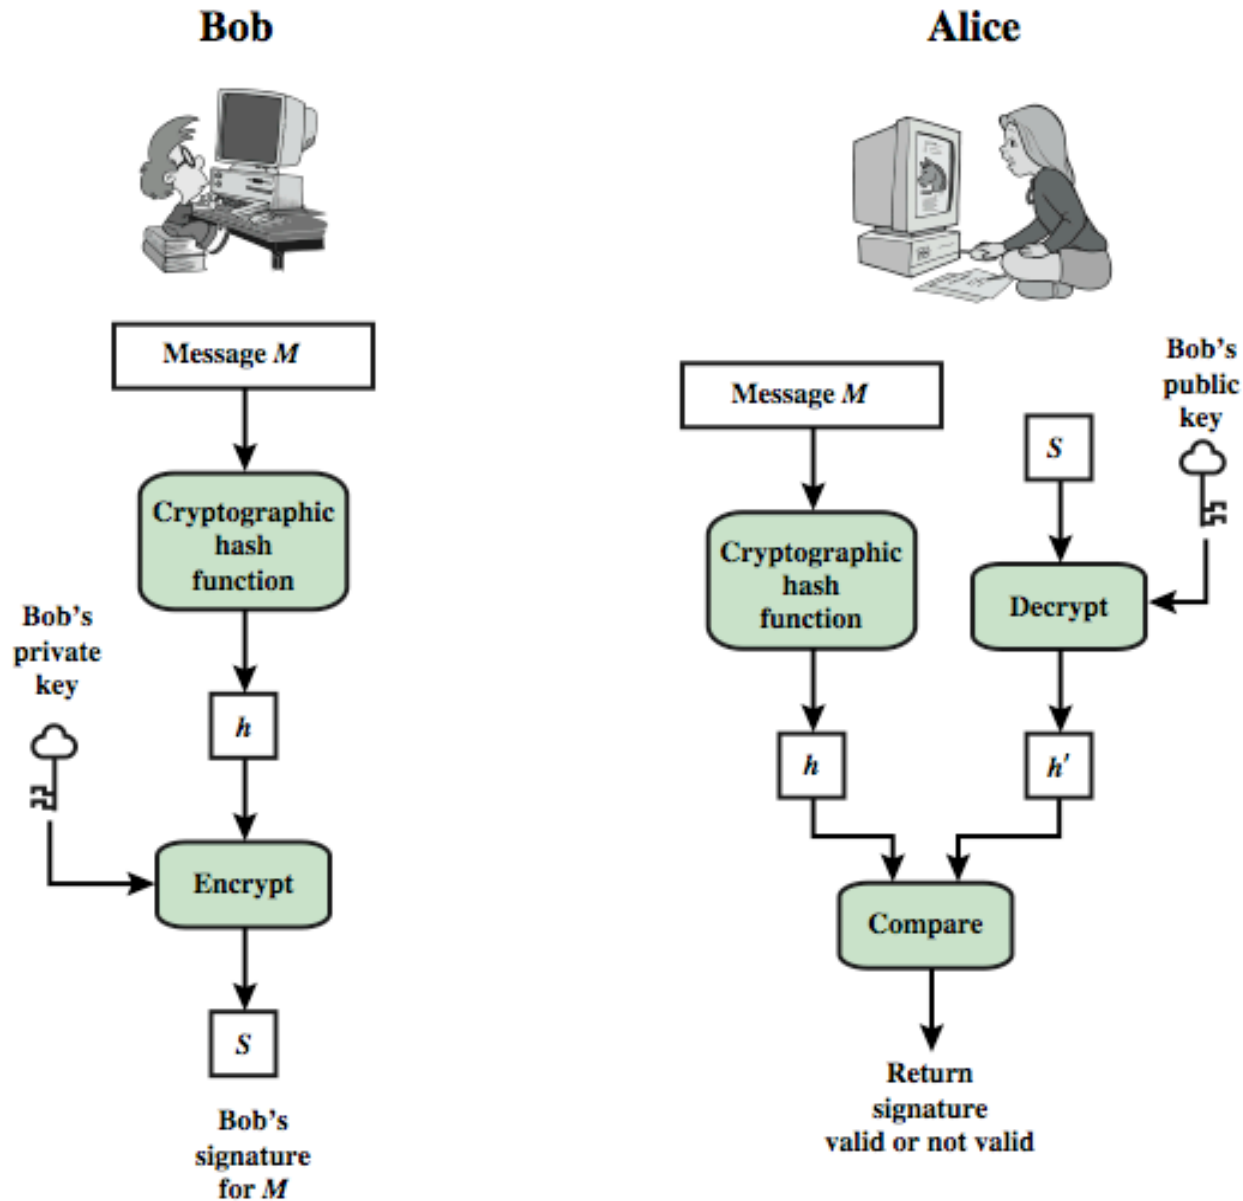 Bob
Message M
Cryptographic
hash
function
Bob's
private
key
h
Encrypt
S
Bob's
signature
for M
Alice
Message M
Bob's
public
key
S
Cryptographic
hash
function
Decrypt
h
h'
Compare
Return
signature
valid or not valid